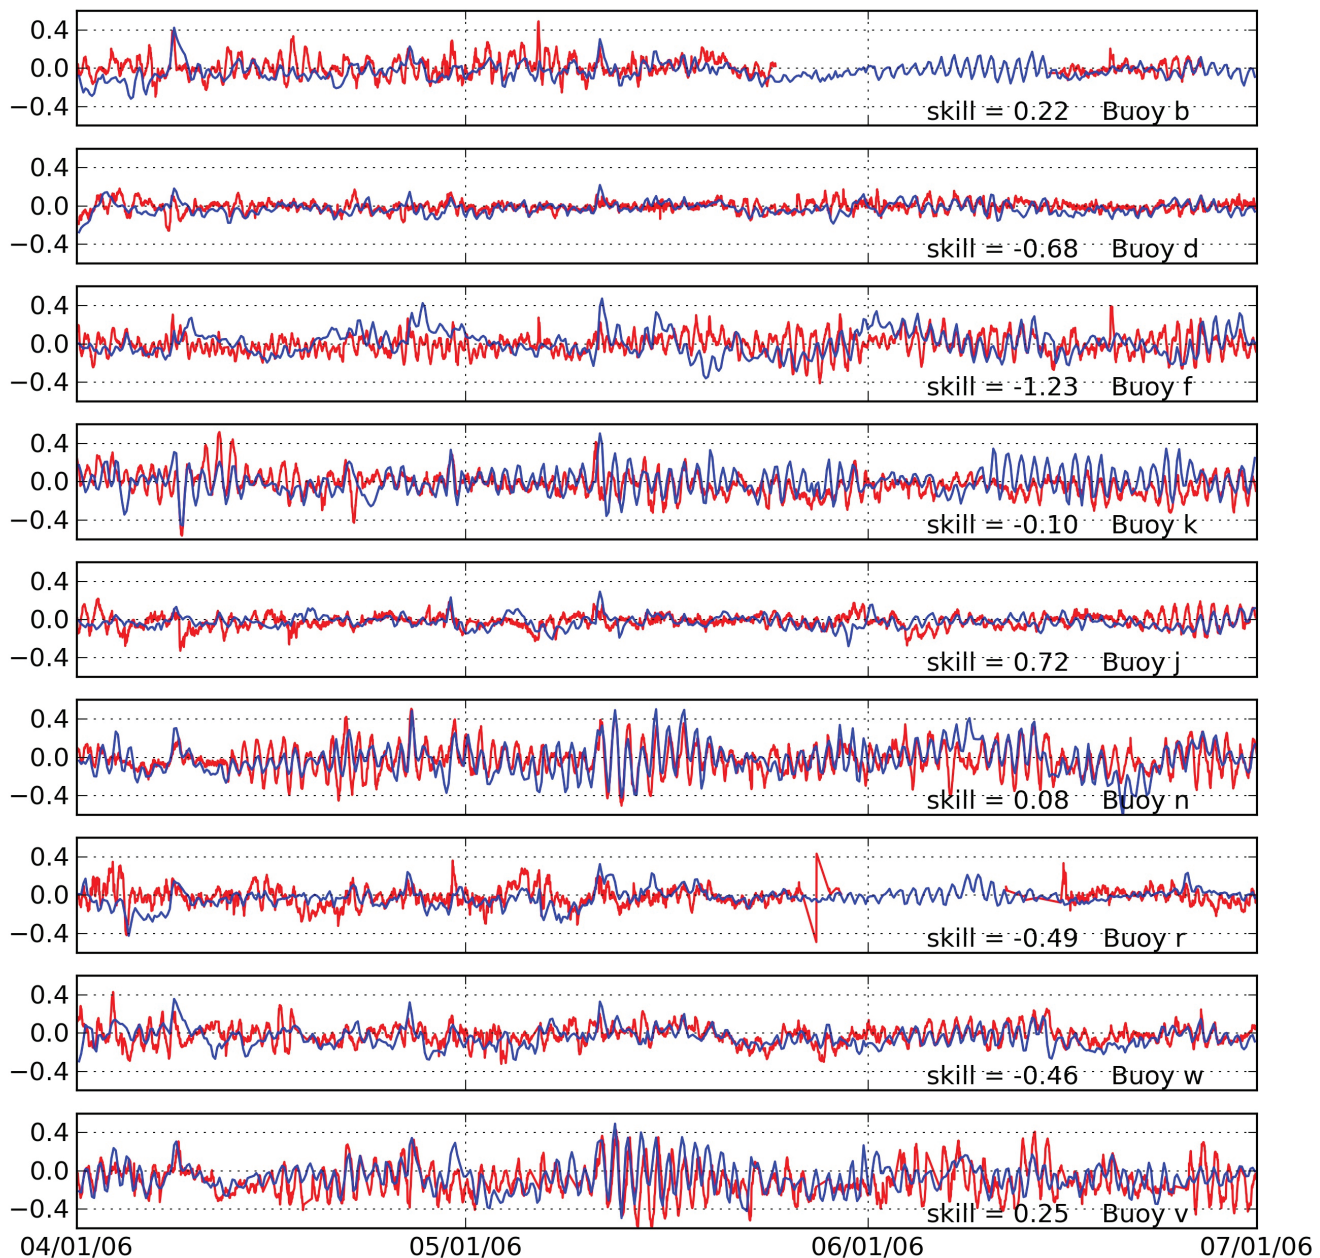 0.4
0.0
−0.4
skill = 0.22 Buoy b
0.4
0.0
−0.4
skill = -0.68 Buoy d
0.4
0.0
−0.4
skill = -1.23 Buoy f
0.4
0.0
−0.4
skill = -0.10 Buoy k
0.4
0.0
−0.4
skill = 0.72 Buoy j
0.4
0.0
−0.4
skill = 0.08 Buoy n
0.4
0.0
−0.4
skill = -0.49 Buoy r
0.4
0.0
−0.4
skill = -0.46 Buoy w
0.4
0.0
−0.4
skill = 0.25 Buoy v
04/01/06 05/01/06 06/01/06 07/01/06